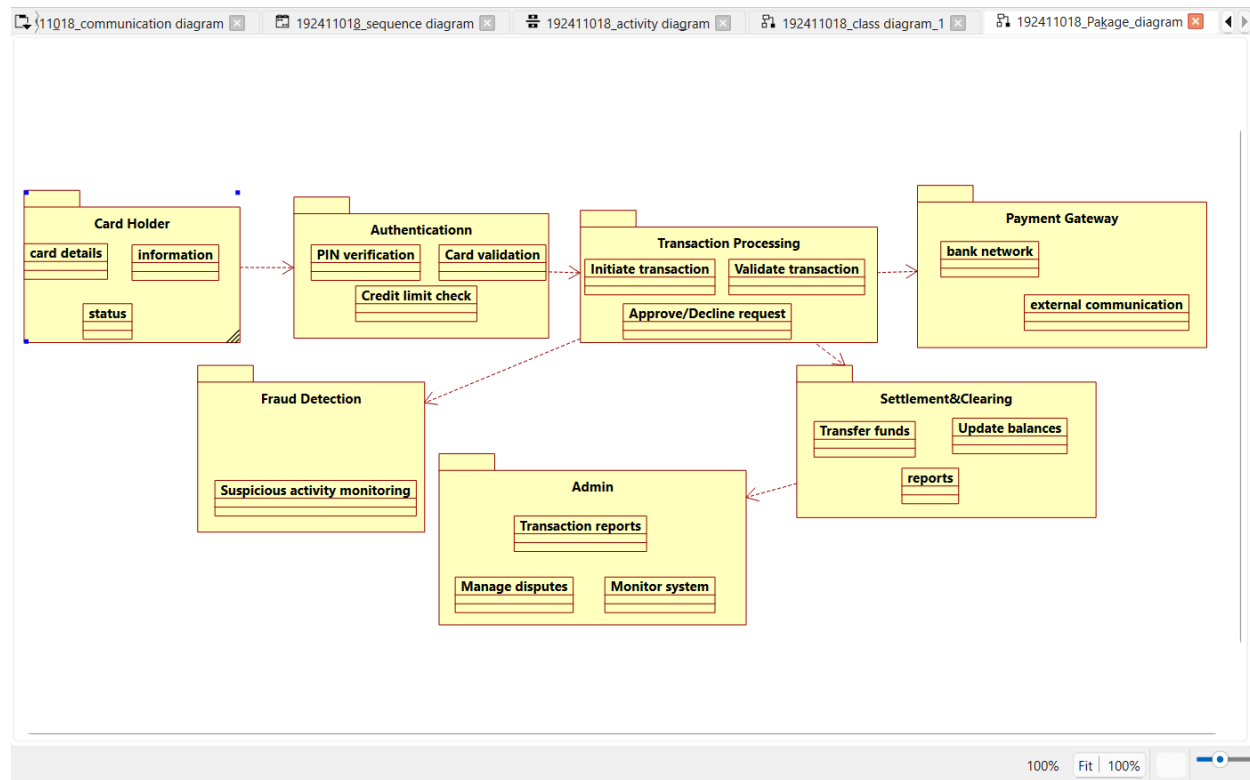 11018_communication diagram
192411018_sequence diagram
192411018_activity diagram
192411018_class diagram_1
192411018_Pakage_diagram
Card Holder
card details
information
status
Authenticationn
PIN verification
Card validation
Credit limit check
Transaction Processing
Initiate transaction
Validate transaction
Approve/Decline request
Payment Gateway
bank network
external communication
Fraud Detection
Suspicious activity monitoring
Settlement&Clearing
Transfer funds
Update balances
reports
Admin
Transaction reports
Manage disputes
Monitor system
100% Fit 100%